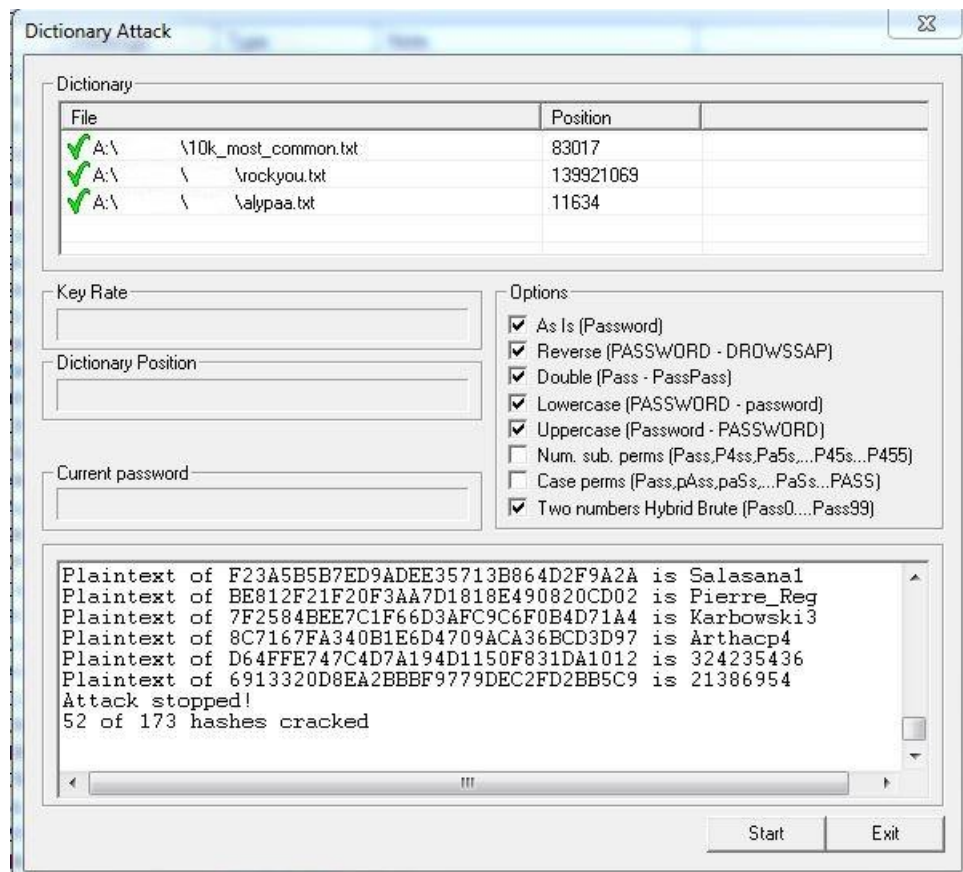 Dictionary Attack
Dictionary
File Position
A:\ \10k_most_common.txt 83017
A:\ \ \rockyou.txt 139921069
A:\ \ \alypaa.txt 11634
Key Rate
Dictionary Position
Current password
Options
As Is (Password)
Reverse (PASSWORD - DROWSSAP)
Double (Pass - PassPass)
Lowercase (PASSWORD - password)
Uppercase (Password - PASSWORD)
Num. sub. perms (Pass,P4ss,Pa5s,...P45s...P455)
Case perms (Pass,pAss,paSs,...PaSs...PASS)
Two numbers Hybrid Brute (Pass0....Pass99)
Plaintext of F23A5B5B7ED9ADEE35713B864D2F9A2A is Salasana1
Plaintext of BE812F21F20F3AA7D1818E490820CD02 is Pierre_Reg
Plaintext of 7F2584BEE7C1F66D3AFC9C6F0B4D71A4 is Karbowski3
Plaintext of 8C7167FA340B1E6D4709ACA36BCD3D97 is Arthacp4
Plaintext of D64FFE747C4D7A194D1150F831DA1012 is 324235436
Plaintext of 6913320D8EA2BBBF9779DEC2FD2BB5C9 is 21386954
Attack stopped!
52 of 173 hashes cracked
Start Exit